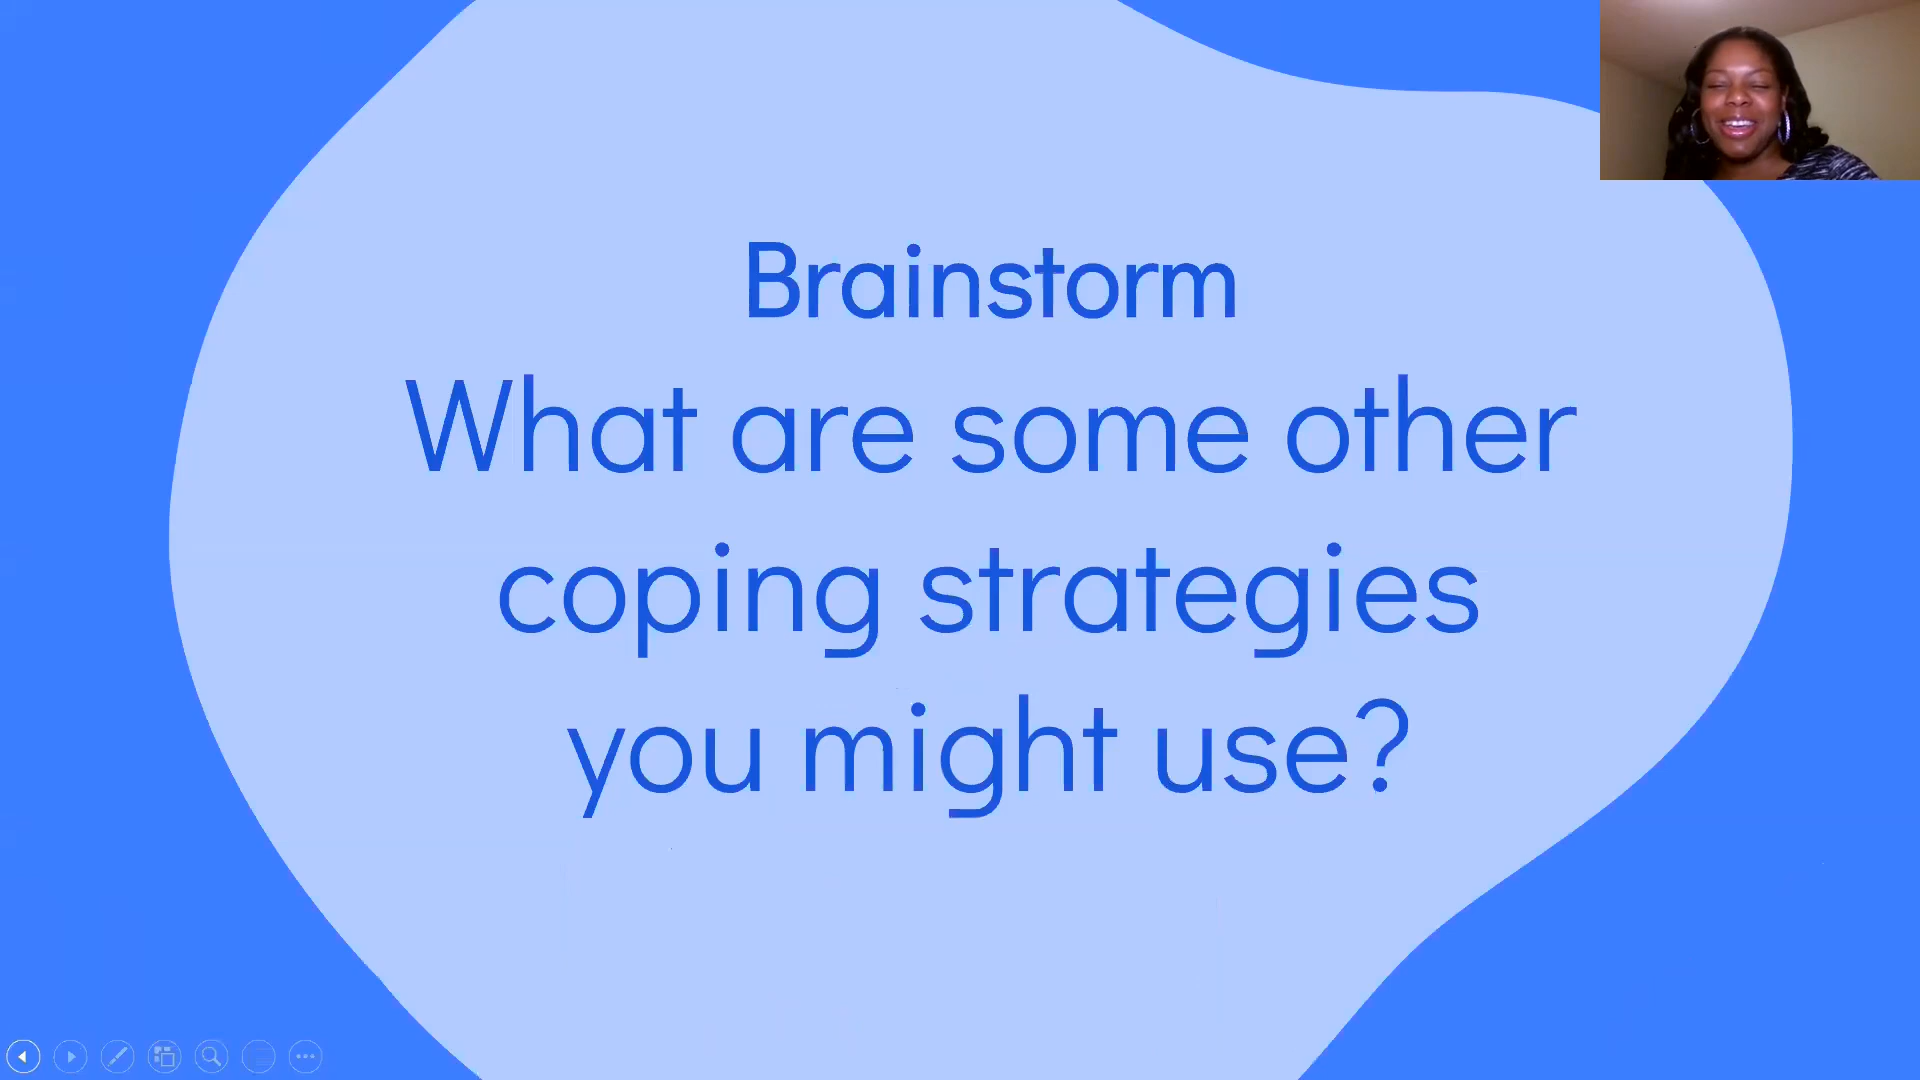 Brainstorm
What are some other
coping strategies
you might use?